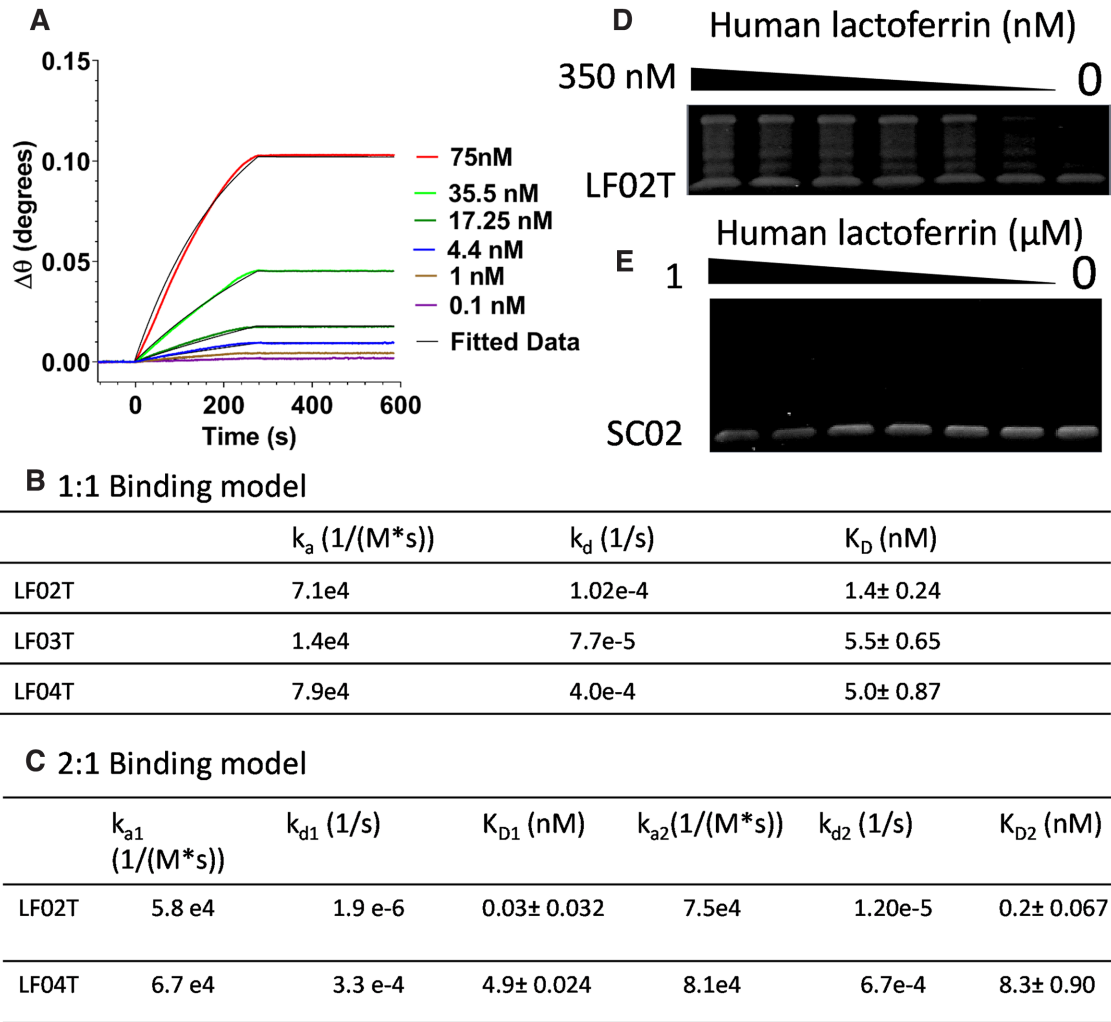 A
Δθ (degrees)
0.15
0.10
0.05
0.00
0 200 400 600
Time (s)
75nM
35.5 nM
17.25 nM
4.4 nM
1 nM
0.1 nM
Fitted Data
D
Human lactoferrin (nM)
350 nM 0
LF02T
Human lactoferrin (µM)
E
1 0
SC02
B 1:1 Binding model
ka (1/(M*s)) kd (1/s) KD (nM)
LF02T 7.1e4 1.02e-4 1.4± 0.24
LF03T 1.4e4 7.7e-5 5.5± 0.65
LF04T 7.9e4 4.0e-4 5.0± 0.87
C 2:1 Binding model
ka1 kd1 (1/s) KD1 (nM) ka2(1/(M*s)) kd2 (1/s) KD2 (nM)
(1/(M*s))
LF02T 5.8 e4 1.9 e-6 0.03± 0.032 7.5e4 1.20e-5 0.2± 0.067
LF04T 6.7 e4 3.3 e-4 4.9± 0.024 8.1e4 6.7e-4 8.3± 0.90